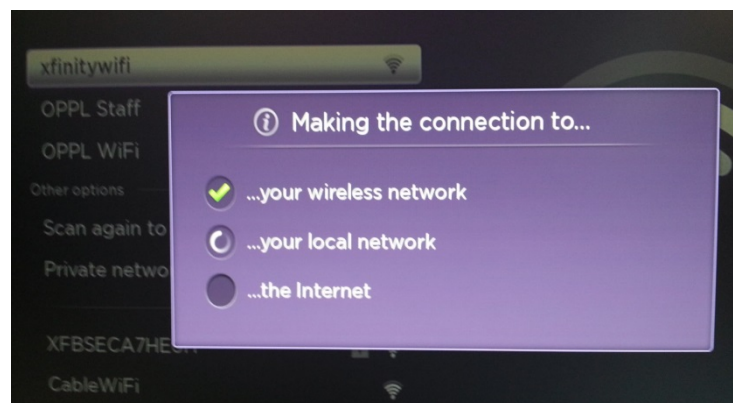 xfinitywifi
OPPL Staff
OPPL WiFi
Other options
Scan again to
Private netwo
XFBSECA7HE
CableWiFi
Making the connection to...
...your wireless network
...your local network
...the Internet